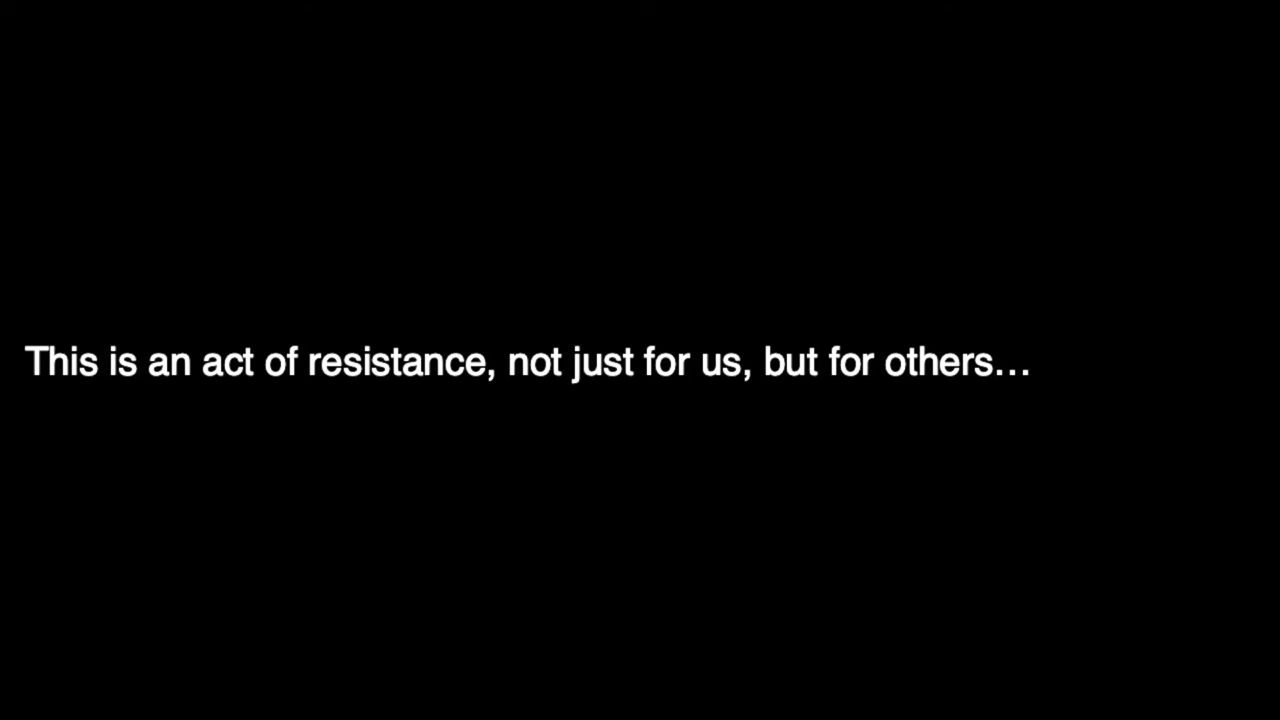 This is an act of resistance, not just for us, but for others…